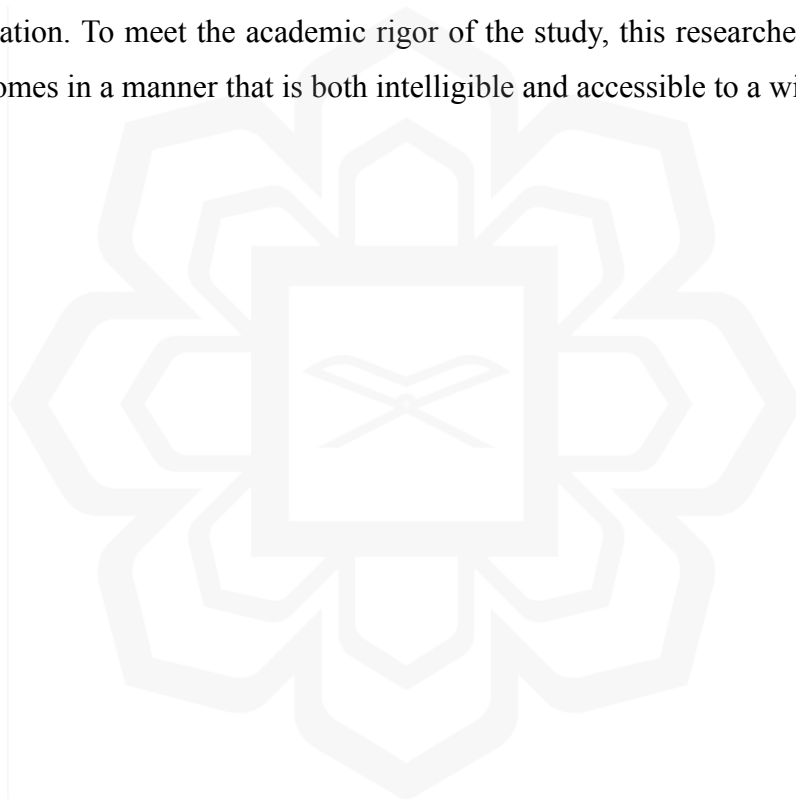 ation. To meet the academic rigor of the study, this researche
omes in a manner that is both intelligible and accessible to a wi